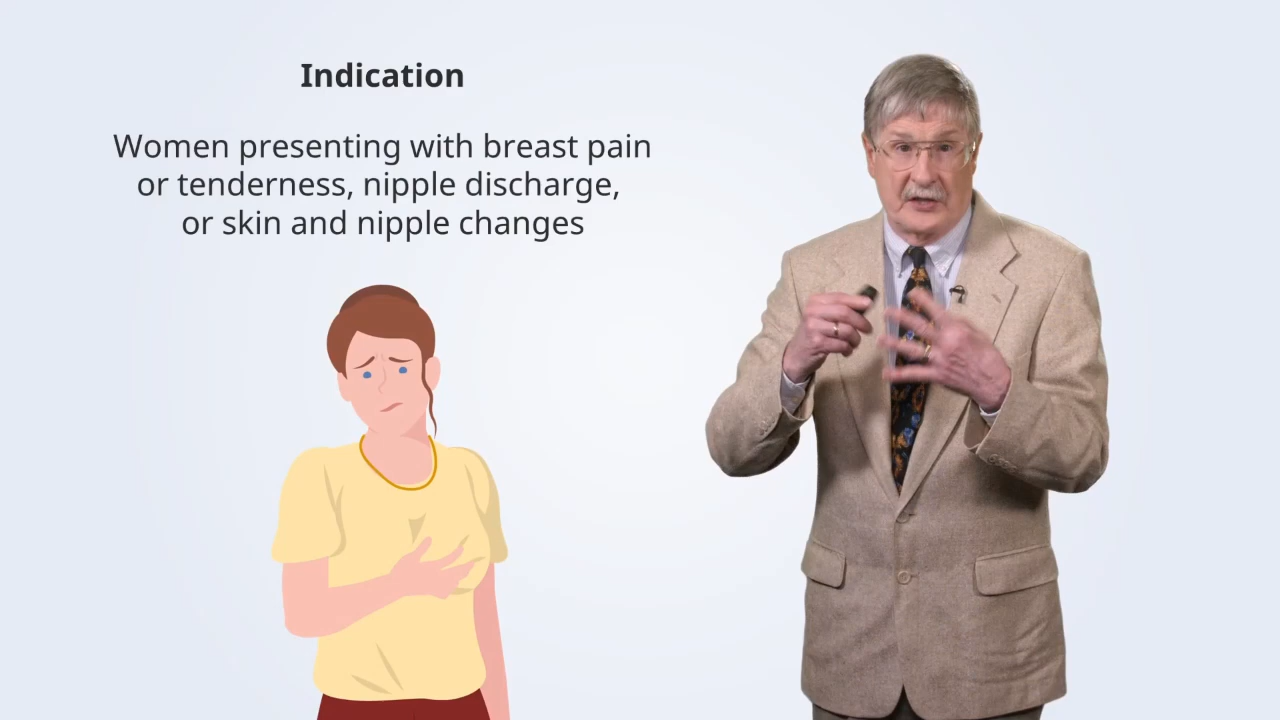 Indication
Women presenting with breast pain
or tenderness, nipple discharge,
or skin and nipple changes